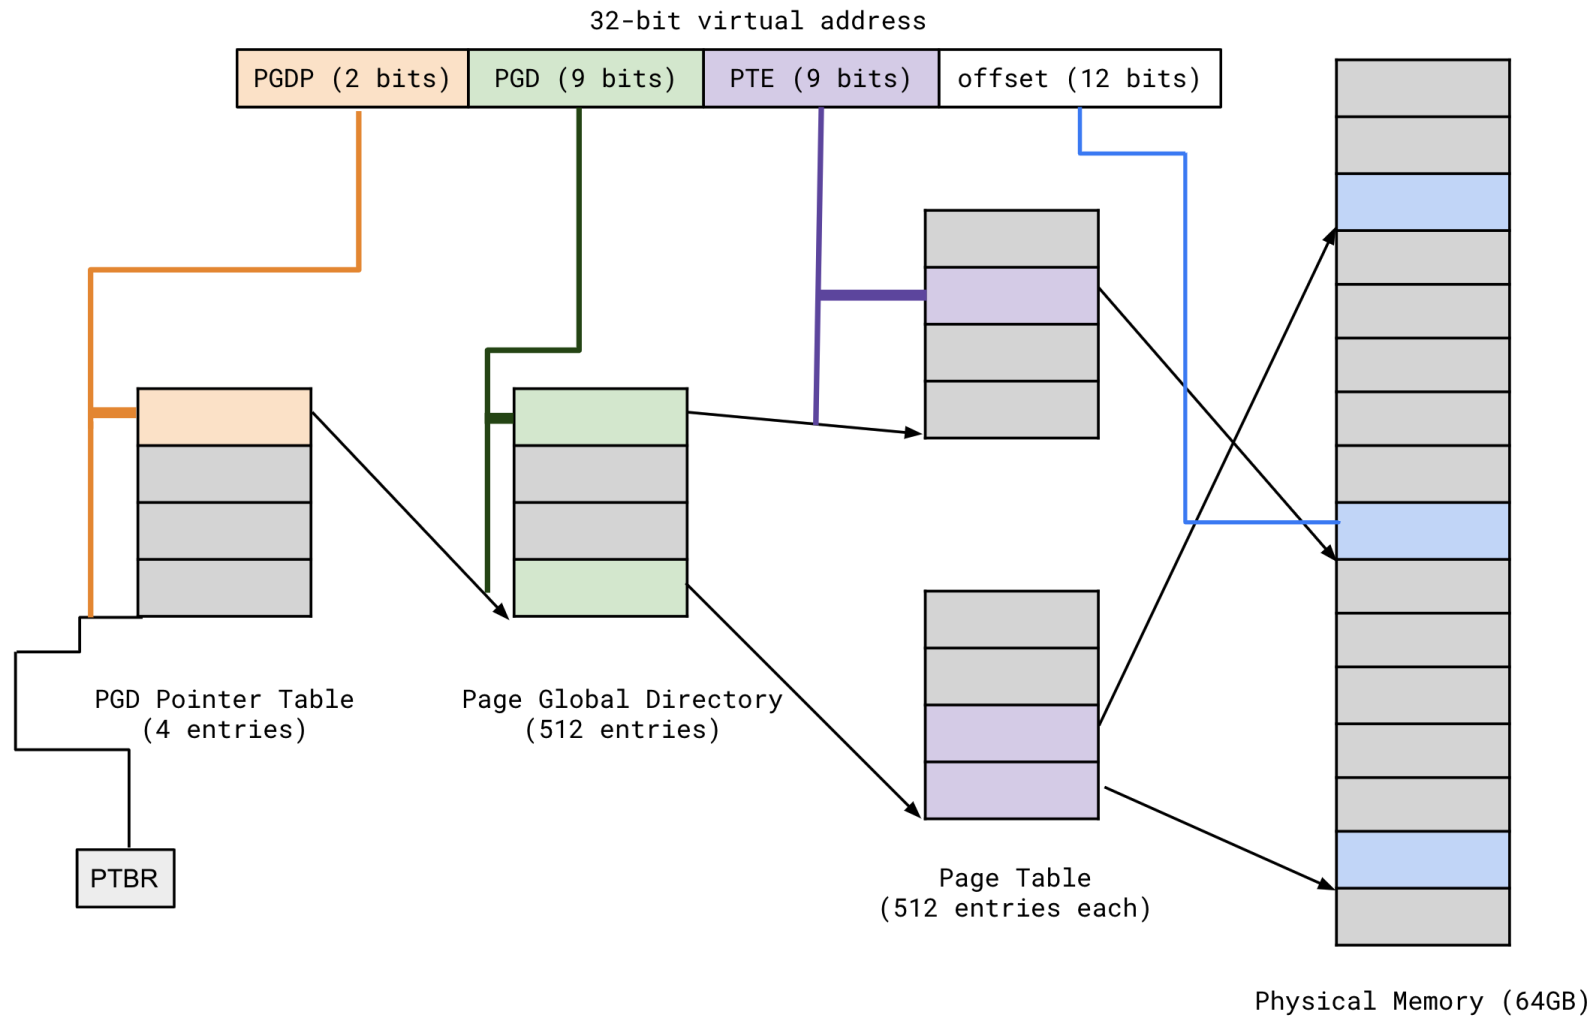 32-bit virtual address
PGDP (2 bits)
PGD (9 bits)
PTE (9 bits)
offset (12 bits)
PGD Pointer Table
(4 entries)
Page Global Directory
(512 entries)
PTBR
Page Table
(512 entries each)
Physical Memory (64GB)